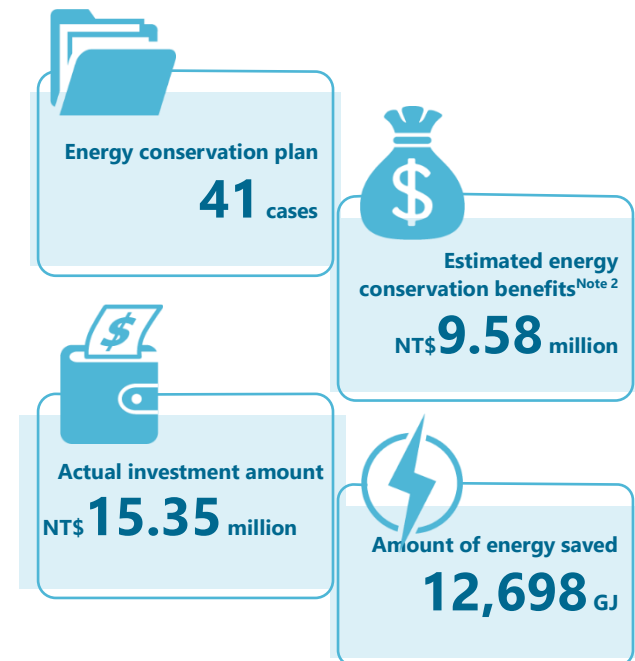 Energy conservation plan
41 cases
$
Estimated energy
conservation benefits Note 2
NT$9.58 million
$
Actual investment amount
NT$15.35 million
Amount of energy saved
12,698 GJ